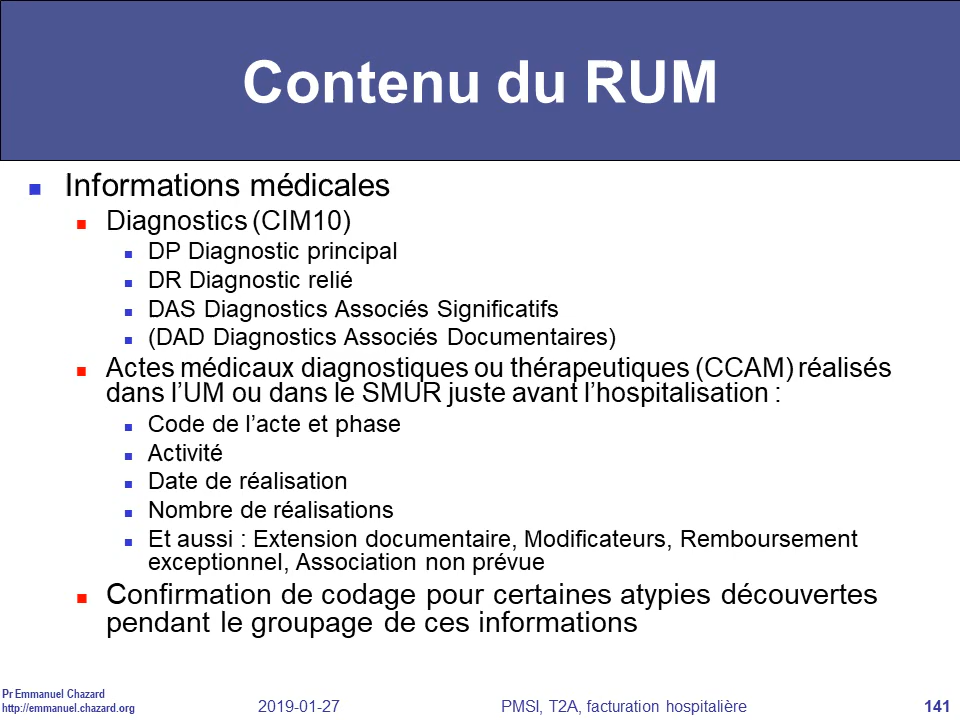 Contenu du RUM
Informations médicales
Diagnostics (CIM10)
DP Diagnostic principal
DR Diagnostic relié
DAS Diagnostics Associés Significatifs
(DAD Diagnostics Associés Documentaires)
Actes médicaux diagnostiques ou thérapeutiques (CCAM) réalisés
dans l’UM ou dans le SMUR juste avant l’hospitalisation :
Code de l’acte et phase
Activité
Date de réalisation
Nombre de réalisations
Et aussi : Extension documentaire, Modificateurs, Remboursement
exceptionnel, Association non prévue
Confirmation de codage pour certaines atypies découvertes
pendant le groupage de ces informations
Pr Emmanuel Chazard
http://emmanuel.chazard.org
2019-01-27
PMSI, T2A, facturation hospitalière
141